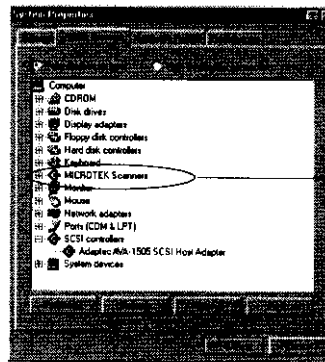 System Properties
Computer
CDROM
Disk drives
Display adapters
Floppy disk controllers
Hard disk controllers
Keyboard
MICROTEK Scanners
Monitor
Mouse
Network adapters
Ports (COM & LPT)
SCSI controllers
Adaptec AVA-1505 SCSI Host Adapter
System devices